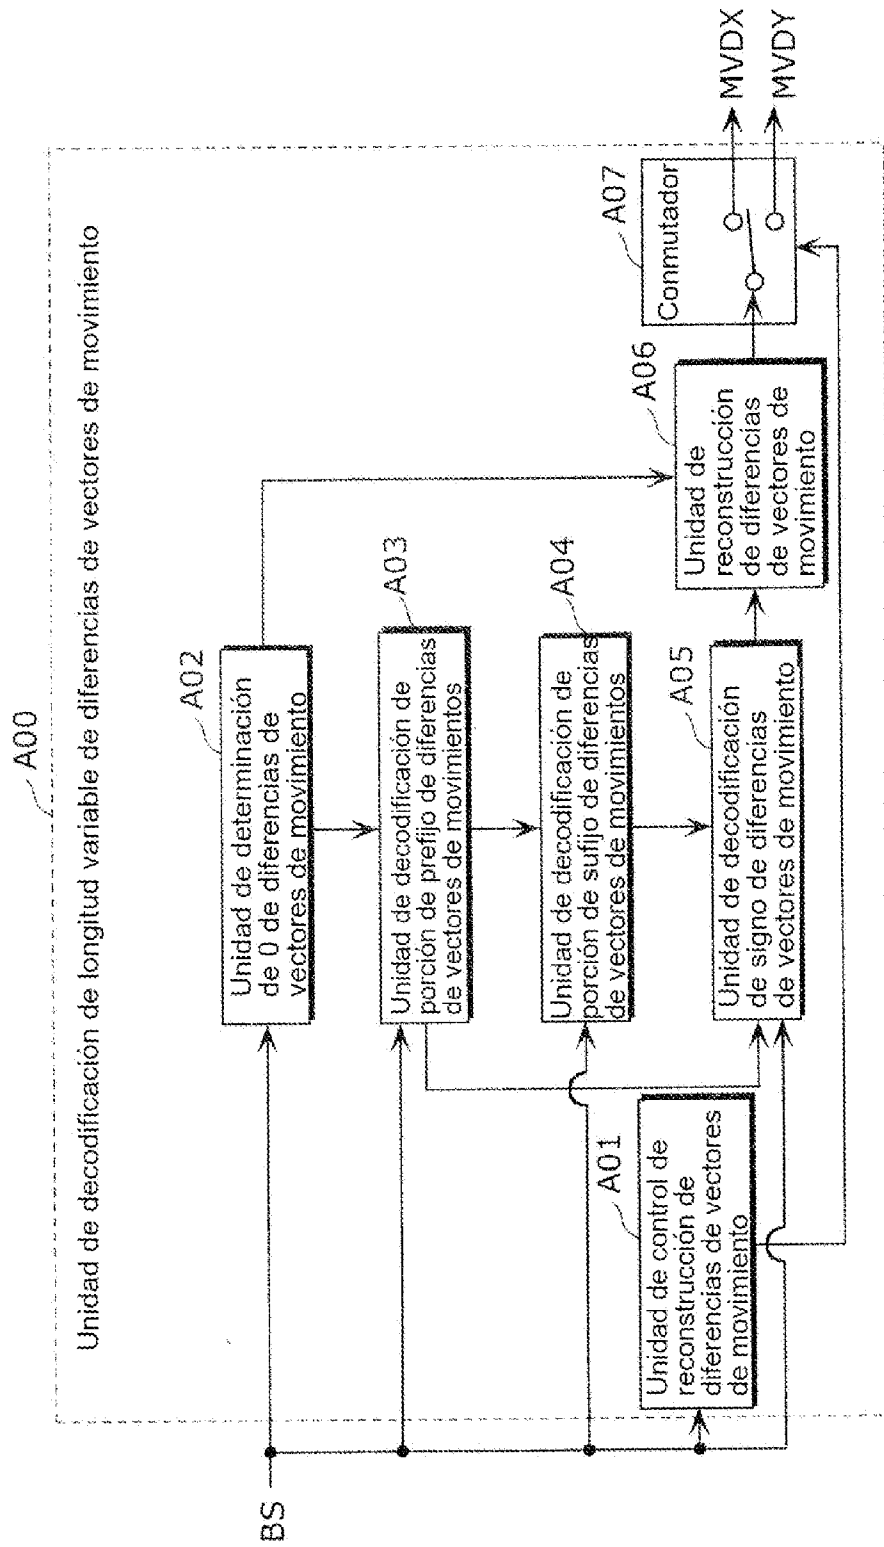 A00
Unidad de decodificación de longitud variable de diferencias de vectores de movimiento
BS
A02
Unidad de determinación
de 0 de diferencias de
vectores de movimiento
A03
Unidad de decodificación de
porción de prefijo de diferencias
de vectores de movimientos
A04
Unidad de decodificación de
porción de sufijo de diferencias
de vectores de movimientos
A01
Unidad de control de
reconstrucción de
diferencias de vectores
de movimiento
A05
Unidad de decodificación
de signo de diferencias
de vectores de movimiento
A06
Unidad de
reconstrucción
de diferencias
de vectores de
movimiento
A07
Conmutador
MVDX
MVDY